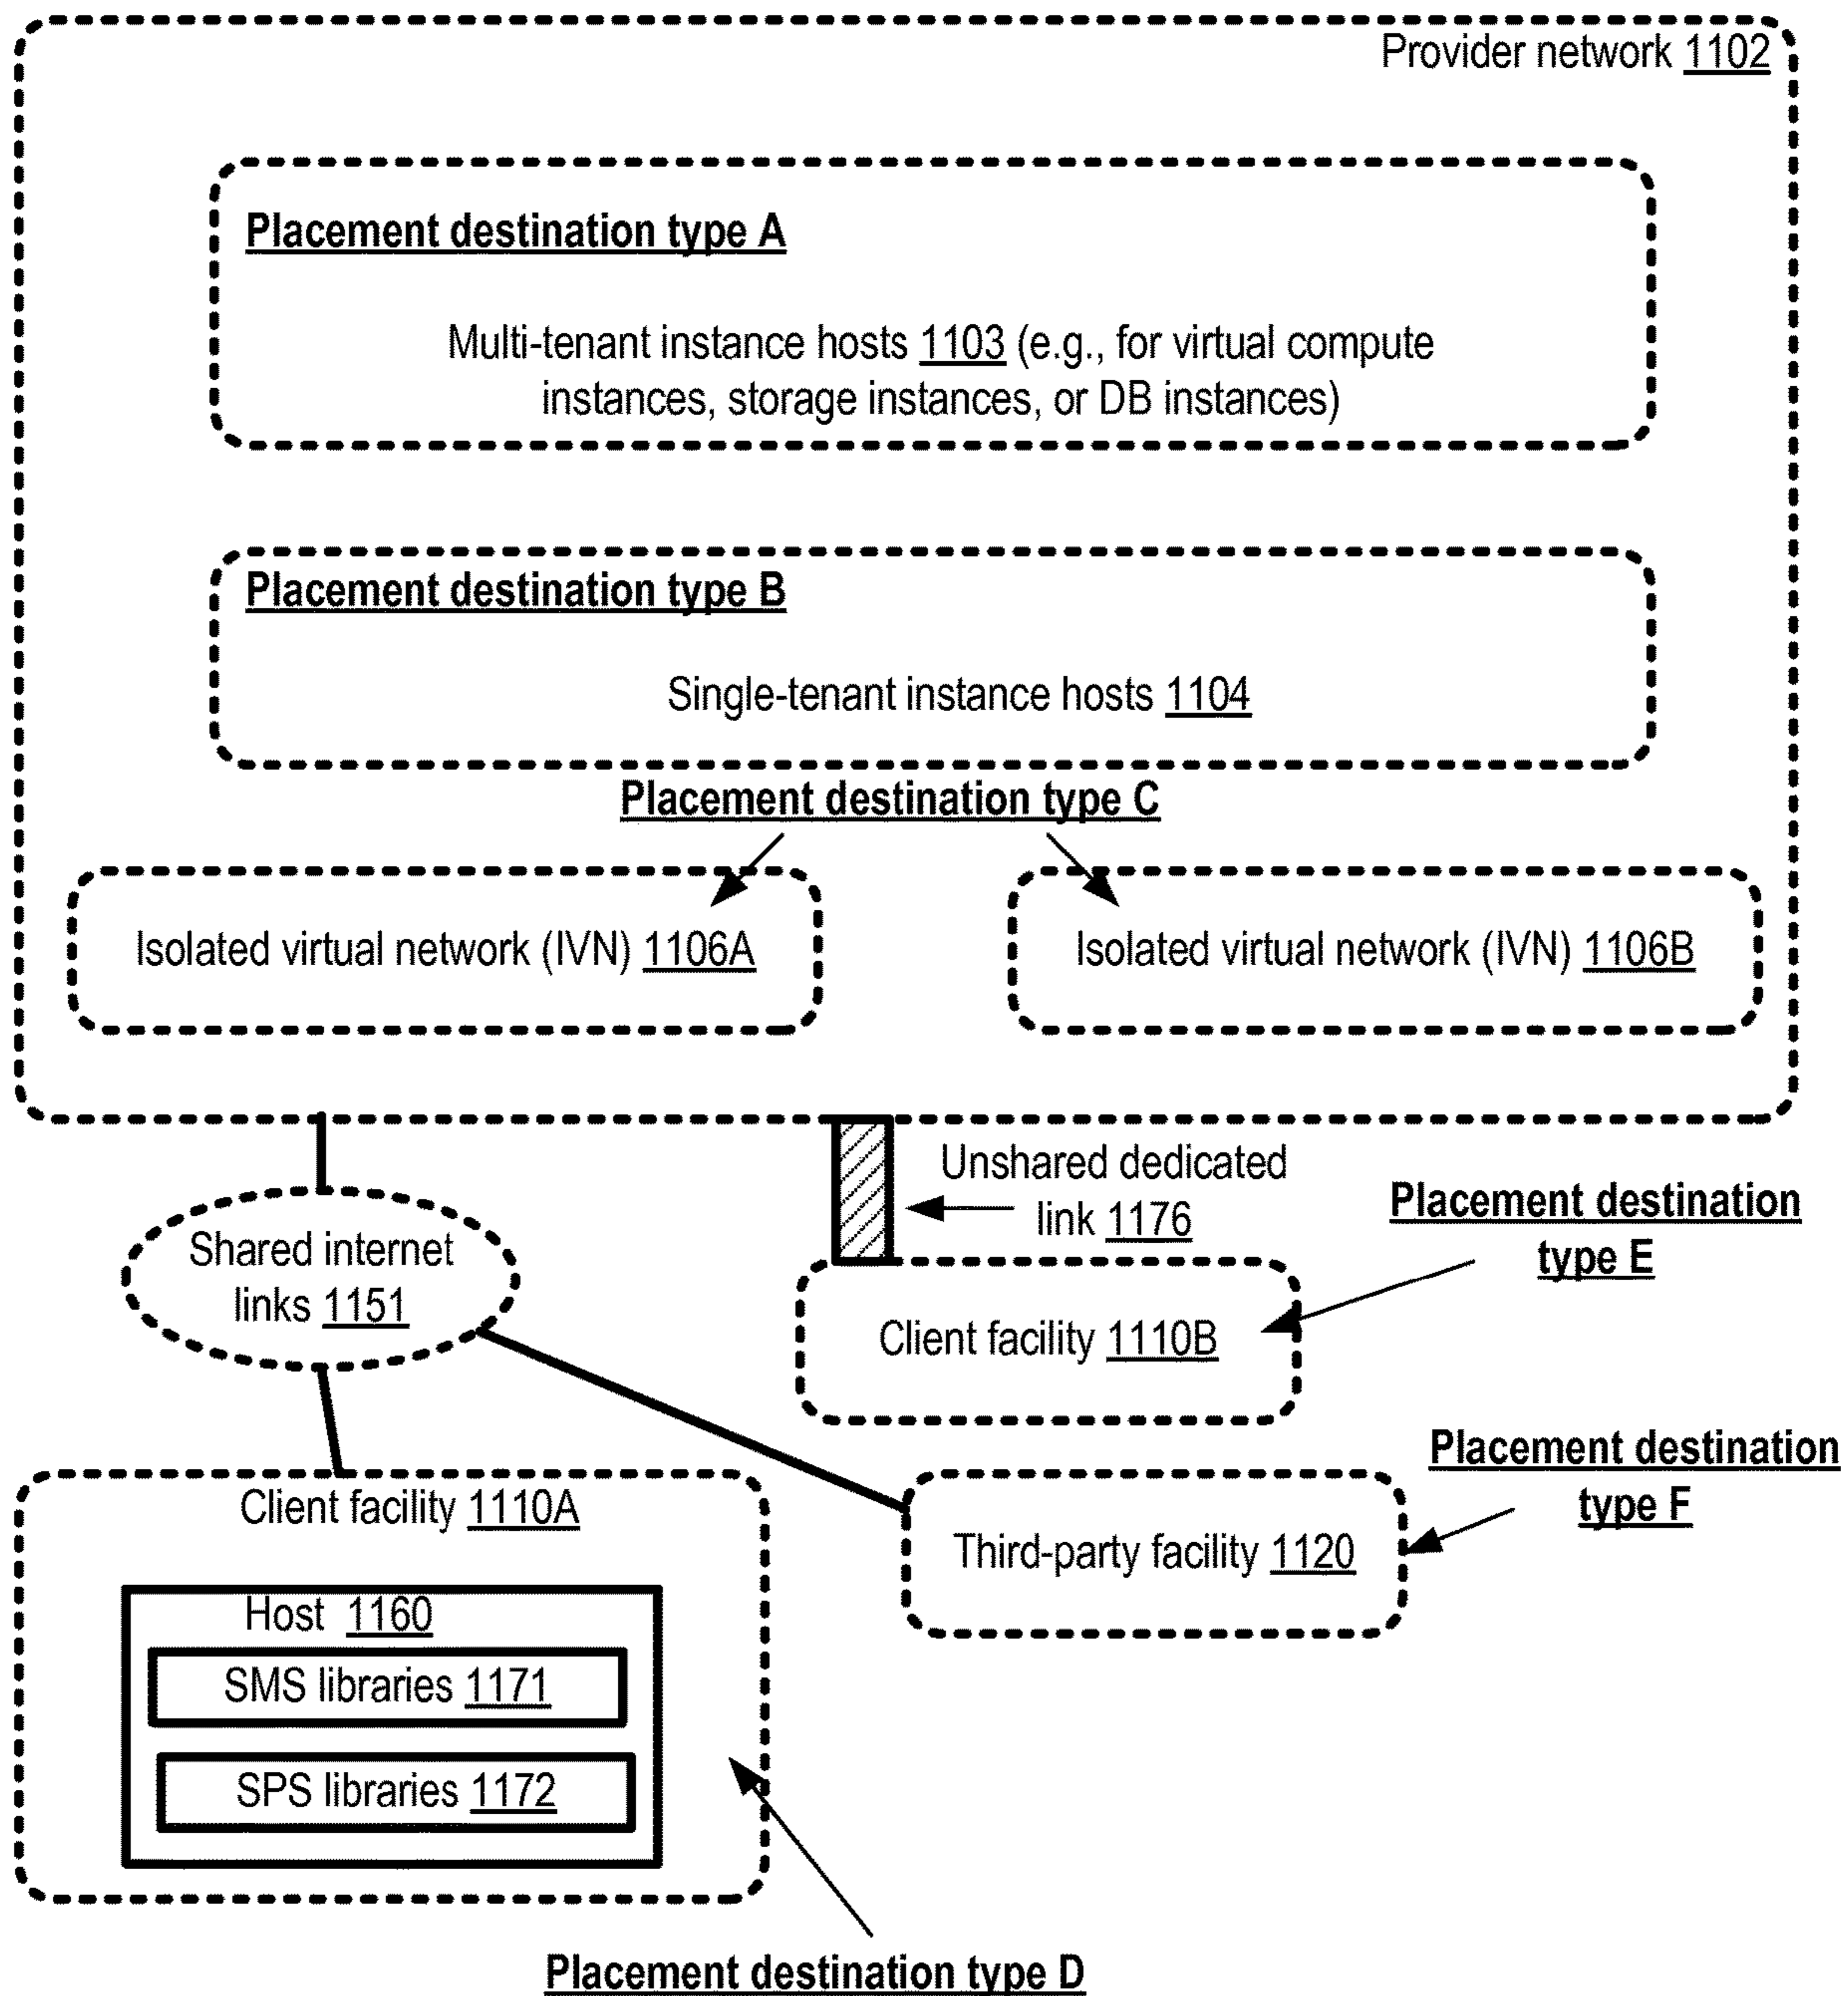 Provider network 1102
Placement destination type A
Multi-tenant instance hosts 1103 (e.g., for virtual compute
instances, storage instances, or DB instances)
Placement destination type B
Single-tenant instance hosts 1104
Placement destination type C
Isolated virtual network (IVN) 1106A
Isolated virtual network (IVN) 1106B
Unshared dedicated
link 1176
Placement destination
type E
Shared internet
links 1151
Client facility 1110B
Placement destination
type F
Client facility 1110A
Third-party facility 1120
Host 1160
SMS libraries 1171
SPS libraries 1172
Placement destination type D